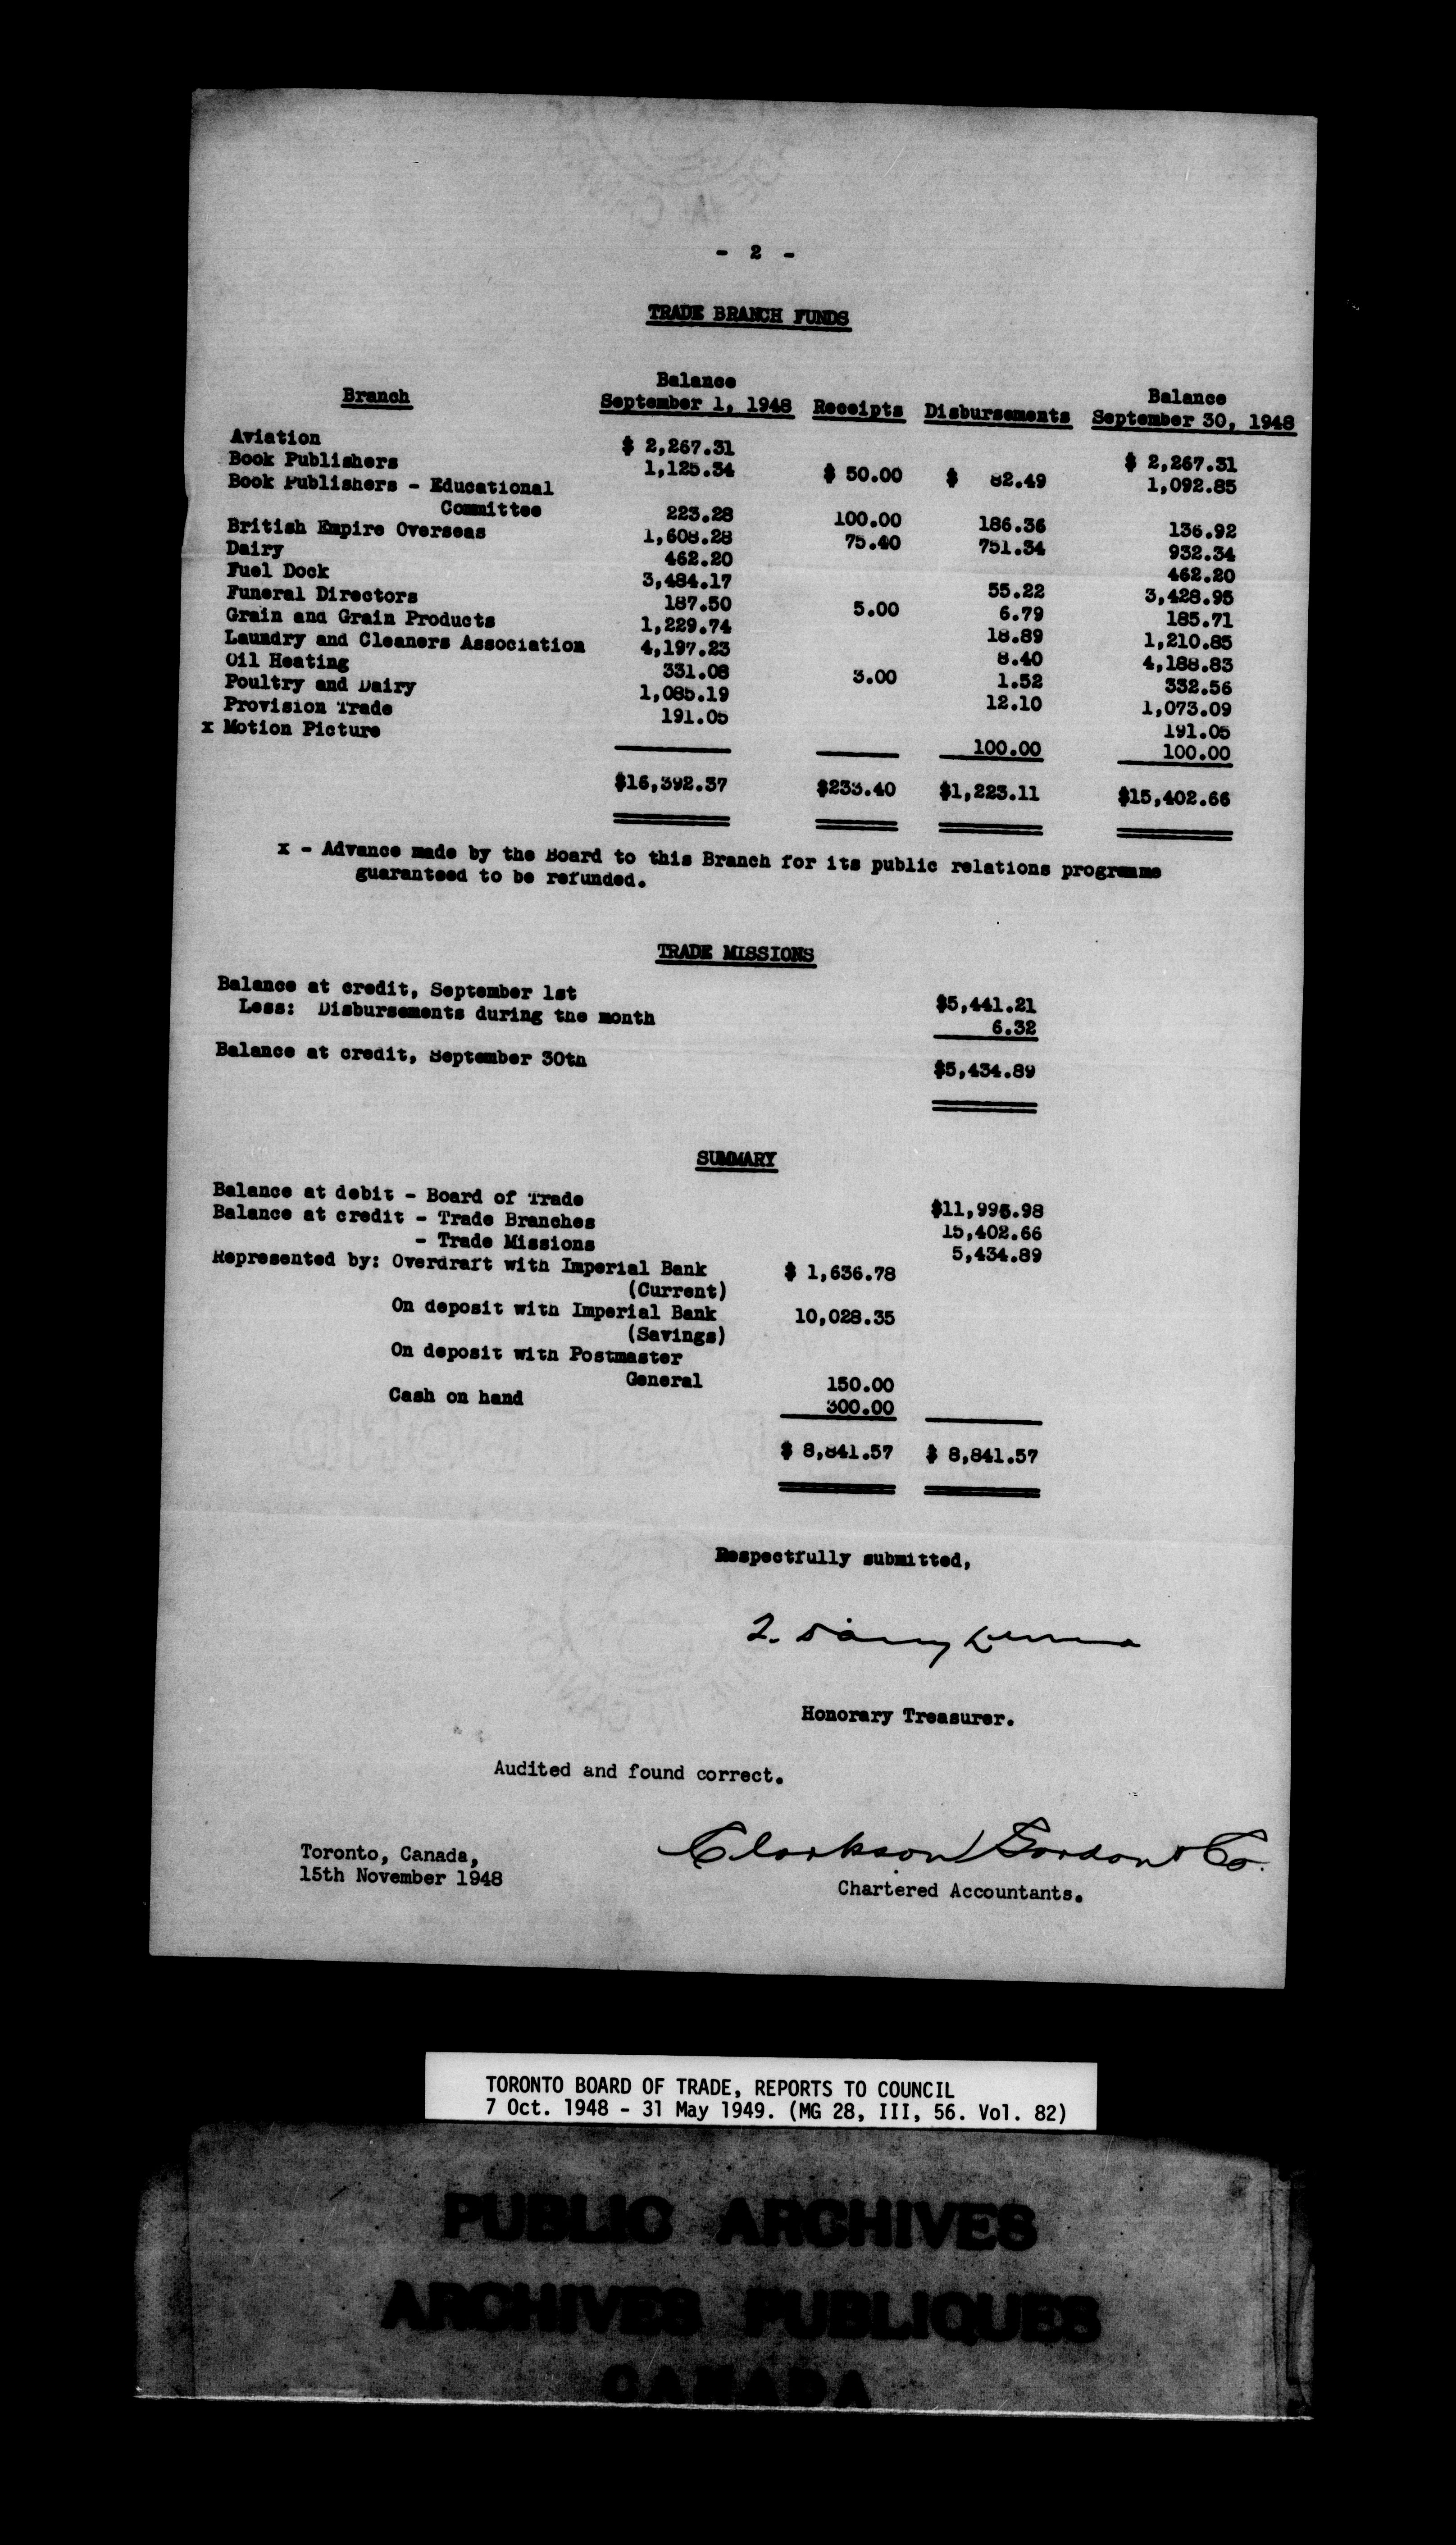 - 2 -
TRADE BRANCH FUNDS
Branch Balance September 1, 1948 Receipts Disbursements Balance September 30, 1948
Aviation $ 2,267.31 $ 2,267.31
Book Publishers 1,125.34 $ 50.00 $ 82.49 1,092.85
Book Publishers - Educational
Committee 223.28 100.00 186.36 136.92
British Empire Overseas 1,608.28 75.40 751.34 932.34
Dairy 462.20 462.20
Fuel Dock 3,484.17 55.22 3,428.95
Funeral Directors 187.50 5.00 6.79 185.71
Grain and Grain Products 1,229.74 18.89 1,210.85
Laundry and Cleaners Association 4,197.23 8.40 4,188.83
Oil Heating 331.08 3.00 1.52 332.56
Poultry and Dairy 1,085.19 12.10 1,073.09
Provision Trade 191.05 191.05
x Motion Picture 100.00 100.00
$16,392.37 $233.40 $1,223.11 $15,402.66
x - Advance made by the Board to this Branch for its public relations programme
guaranteed to be refunded.
TRADE MISSIONS
Balance at credit, September 1st $5,441.21
Less: Disbursements during the month 6.32
Balance at credit, September 30th $5,434.89
SUMMARY
Balance at debit - Board of Trade $11,995.98
Balance at credit - Trade Branches 15,402.66
- Trade Missions 5,434.89
Represented by: Overdraft with Imperial Bank $ 1,636.78
(Current)
On deposit with Imperial Bank 10,028.35
(Savings)
On deposit with Postmaster
General 150.00
Cash on hand 300.00
$ 8,841.57 $ 8,841.57
Respectfully submitted,
Honorary Treasurer.
Audited and found correct.
Toronto, Canada,
15th November 1948
Clarkson Gordon & Co.
Chartered Accountants.
TORONTO BOARD OF TRADE, REPORTS TO COUNCIL
7 Oct. 1948 - 31 May 1949. (MG 28, III, 56. Vol. 82)
PUBLIC ARCHIVES
ARCHIVES PUBLIQUES
CANADA